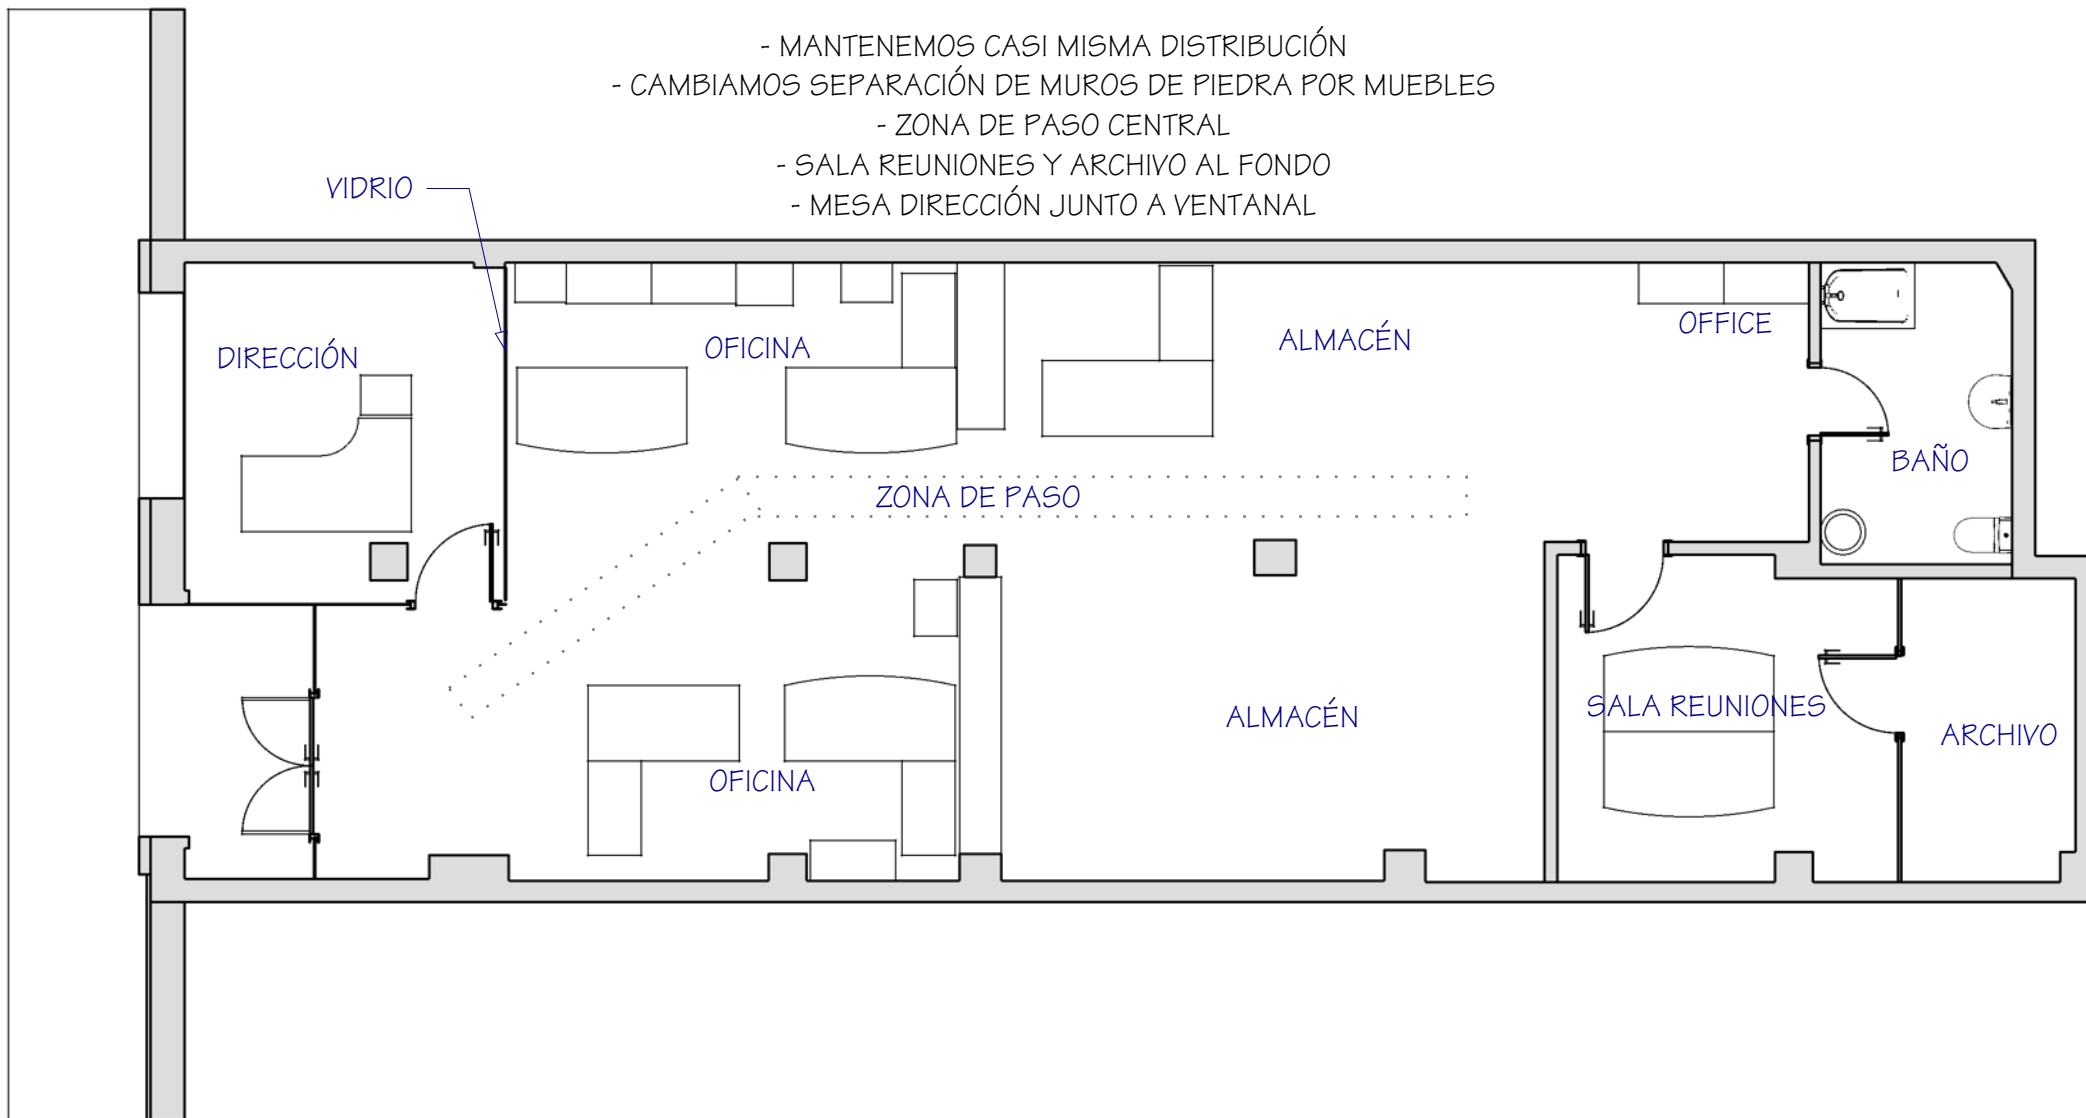 - MANTENEMOS CASI MISMA DISTRIBUCIÓN
- CAMBIAMOS SEPARACIÓN DE MUROS DE PIEDRA POR MUEBLES
- ZONA DE PASO CENTRAL
- SALA REUNIONES Y ARCHIVO AL FONDO
- MESA DIRECCIÓN JUNTO A VENTANAL
VIDRIO
DIRECCIÓN
OFICINA
ALMACÉN
OFFICE
BAÑO
ZONA DE PASO
OFICINA
ALMACÉN
SALA REUNIONES
ARCHIVO